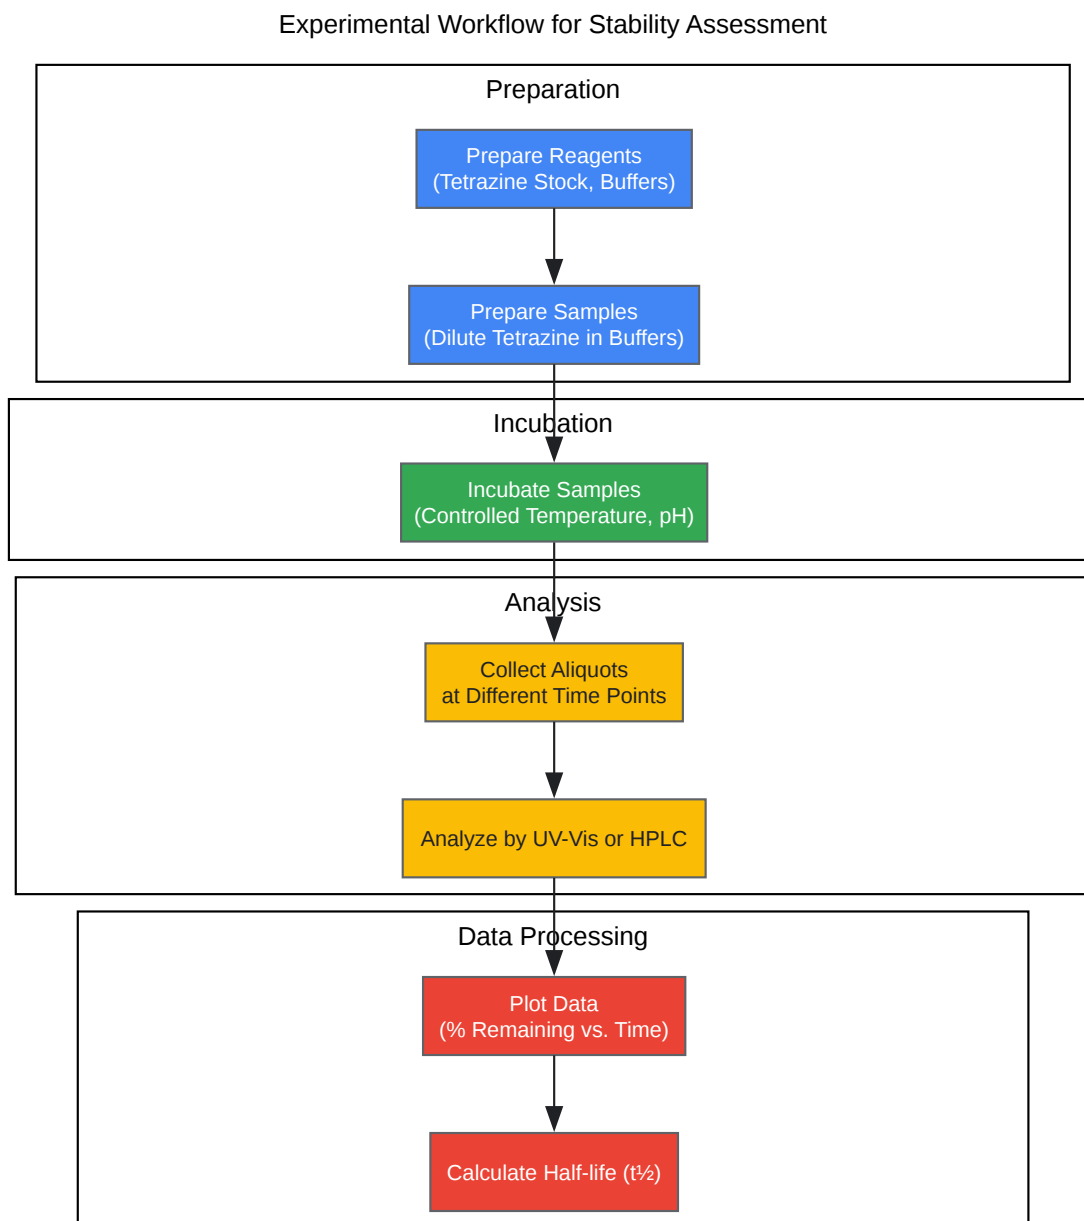 Experimental Workflow for Stability Assessment
Preparation
Prepare Reagents
(Tetrazine Stock, Buffers)
Prepare Samples
(Dilute Tetrazine in Buffers)
Incubation
Incubate Samples
(Controlled Temperature, pH)
Analysis
Collect Aliquots
at Different Time Points
Analyze by UV-Vis or HPLC
Data Processing
Plot Data
(% Remaining vs. Time)
Calculate Half-life (t½)